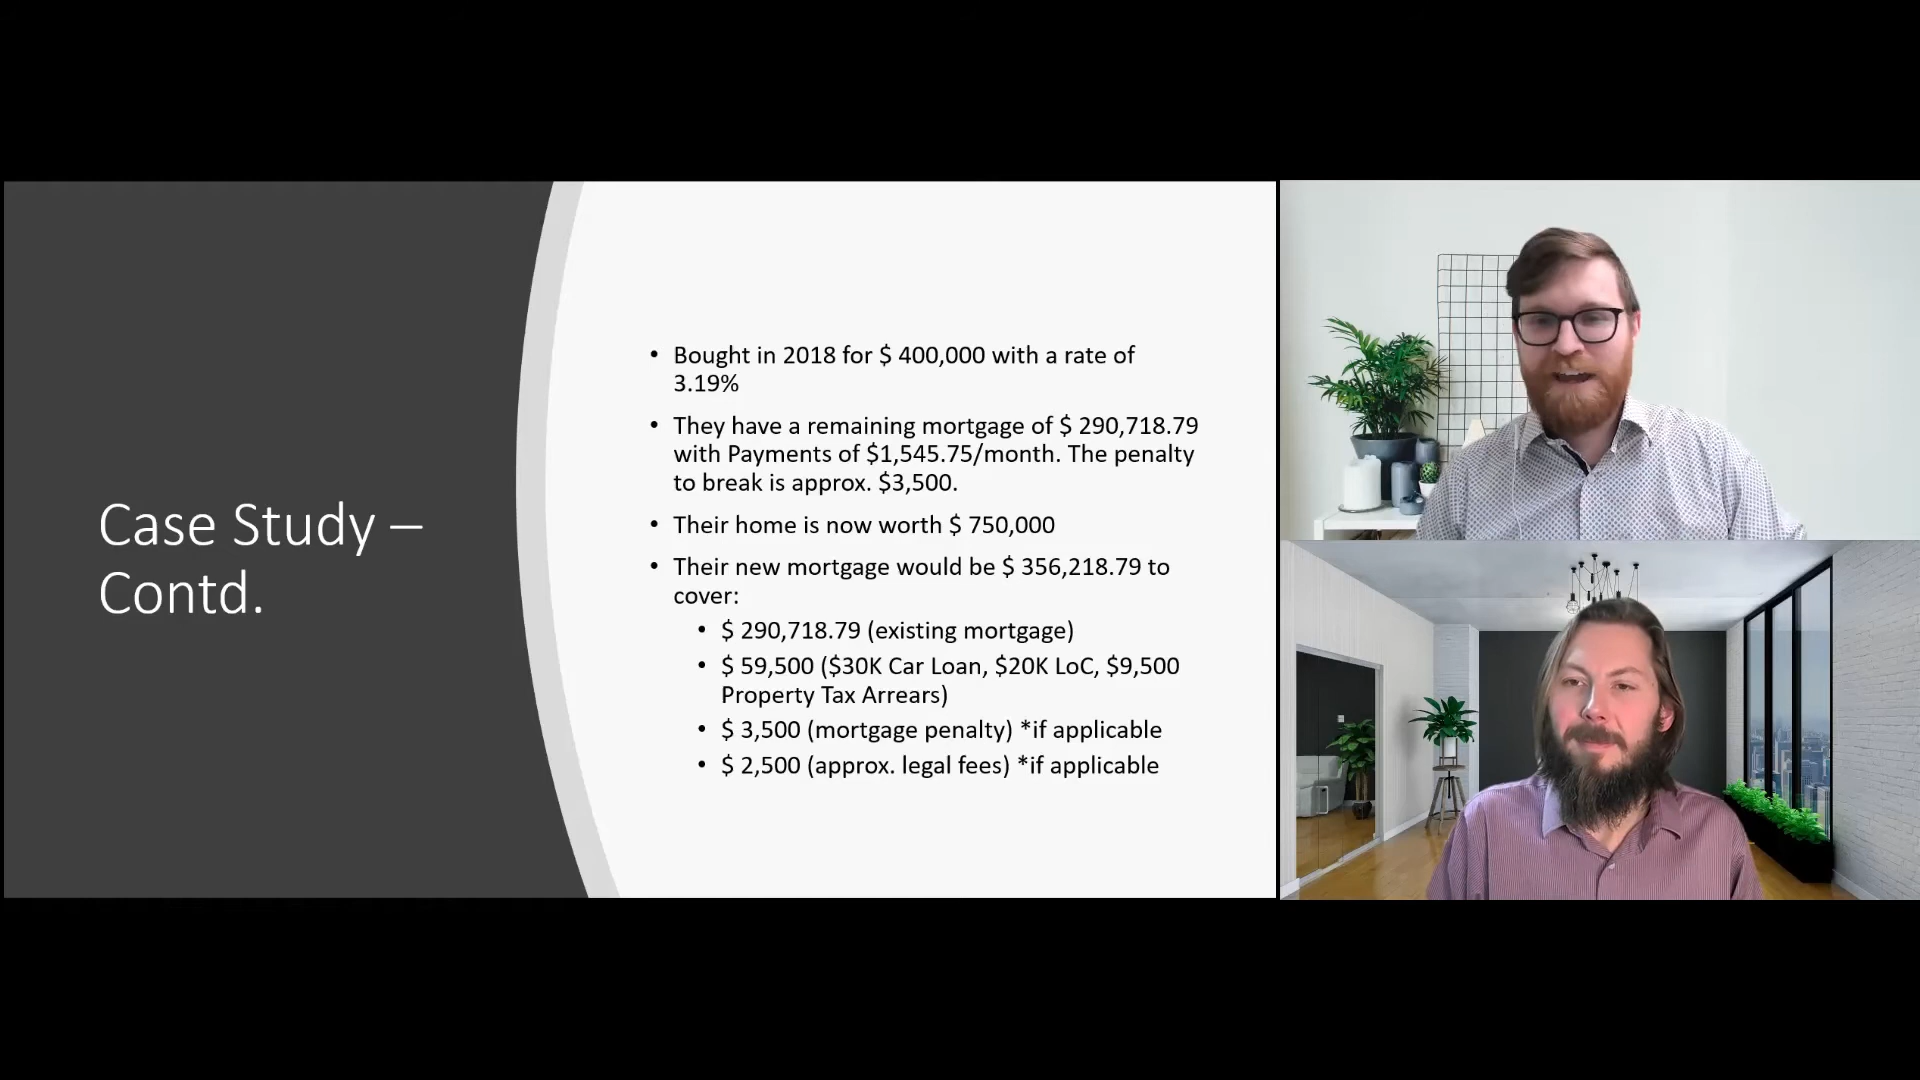 Case Study –
Contd.
• Bought in 2018 for $ 400,000 with a rate of
3.19%
• They have a remaining mortgage of $ 290,718.79
with Payments of $1,545.75/month. The penalty
to break is approx. $3,500.
• Their home is now worth $ 750,000
• Their new mortgage would be $ 356,218.79 to
cover:
• $ 290,718.79 (existing mortgage)
• $ 59,500 ($30K Car Loan, $20K LoC, $9,500
Property Tax Arrears)
• $ 3,500 (mortgage penalty) *if applicable
• $ 2,500 (approx. legal fees) *if applicable